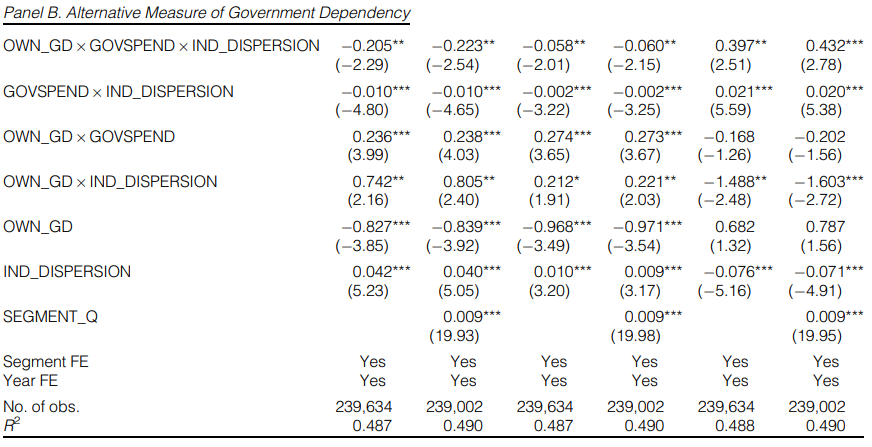 Panel B. Alternative Measure of Government Dependency
OWN_GD × GOVSPEND × IND_DISPERSION −0.205** −0.223** −0.058** −0.060** 0.397** 0.432***
(−2.29) (−2.54) (−2.01) (−2.15) (2.51) (2.78)
GOVSPEND × IND_DISPERSION −0.010*** −0.010*** −0.002*** −0.002*** 0.021*** 0.020***
(−4.80) (−4.65) (−3.22) (−3.25) (5.59) (5.38)
OWN_GD × GOVSPEND 0.236*** 0.238*** 0.274*** 0.273*** −0.168 −0.202
(3.99) (4.03) (3.65) (3.67) (−1.26) (−1.56)
OWN_GD × IND_DISPERSION 0.742** 0.805** 0.212* 0.221** −1.488** −1.603***
(2.16) (2.40) (1.91) (2.03) (−2.48) (−2.72)
OWN_GD −0.827*** −0.839*** −0.968*** −0.971*** 0.682 0.787
(−3.85) (−3.92) (−3.49) (−3.54) (1.32) (1.56)
IND_DISPERSION 0.042*** 0.040*** 0.010*** 0.009*** −0.076*** −0.071***
(5.23) (5.05) (3.20) (3.17) (−5.16) (−4.91)
SEGMENT_Q 0.009*** 0.009*** 0.009***
(19.93) (19.98) (19.95)
Segment FE Yes Yes Yes Yes Yes Yes
Year FE Yes Yes Yes Yes Yes Yes
No. of obs. 239,634 239,002 239,634 239,002 239,634 239,002
R² 0.487 0.490 0.487 0.490 0.488 0.490